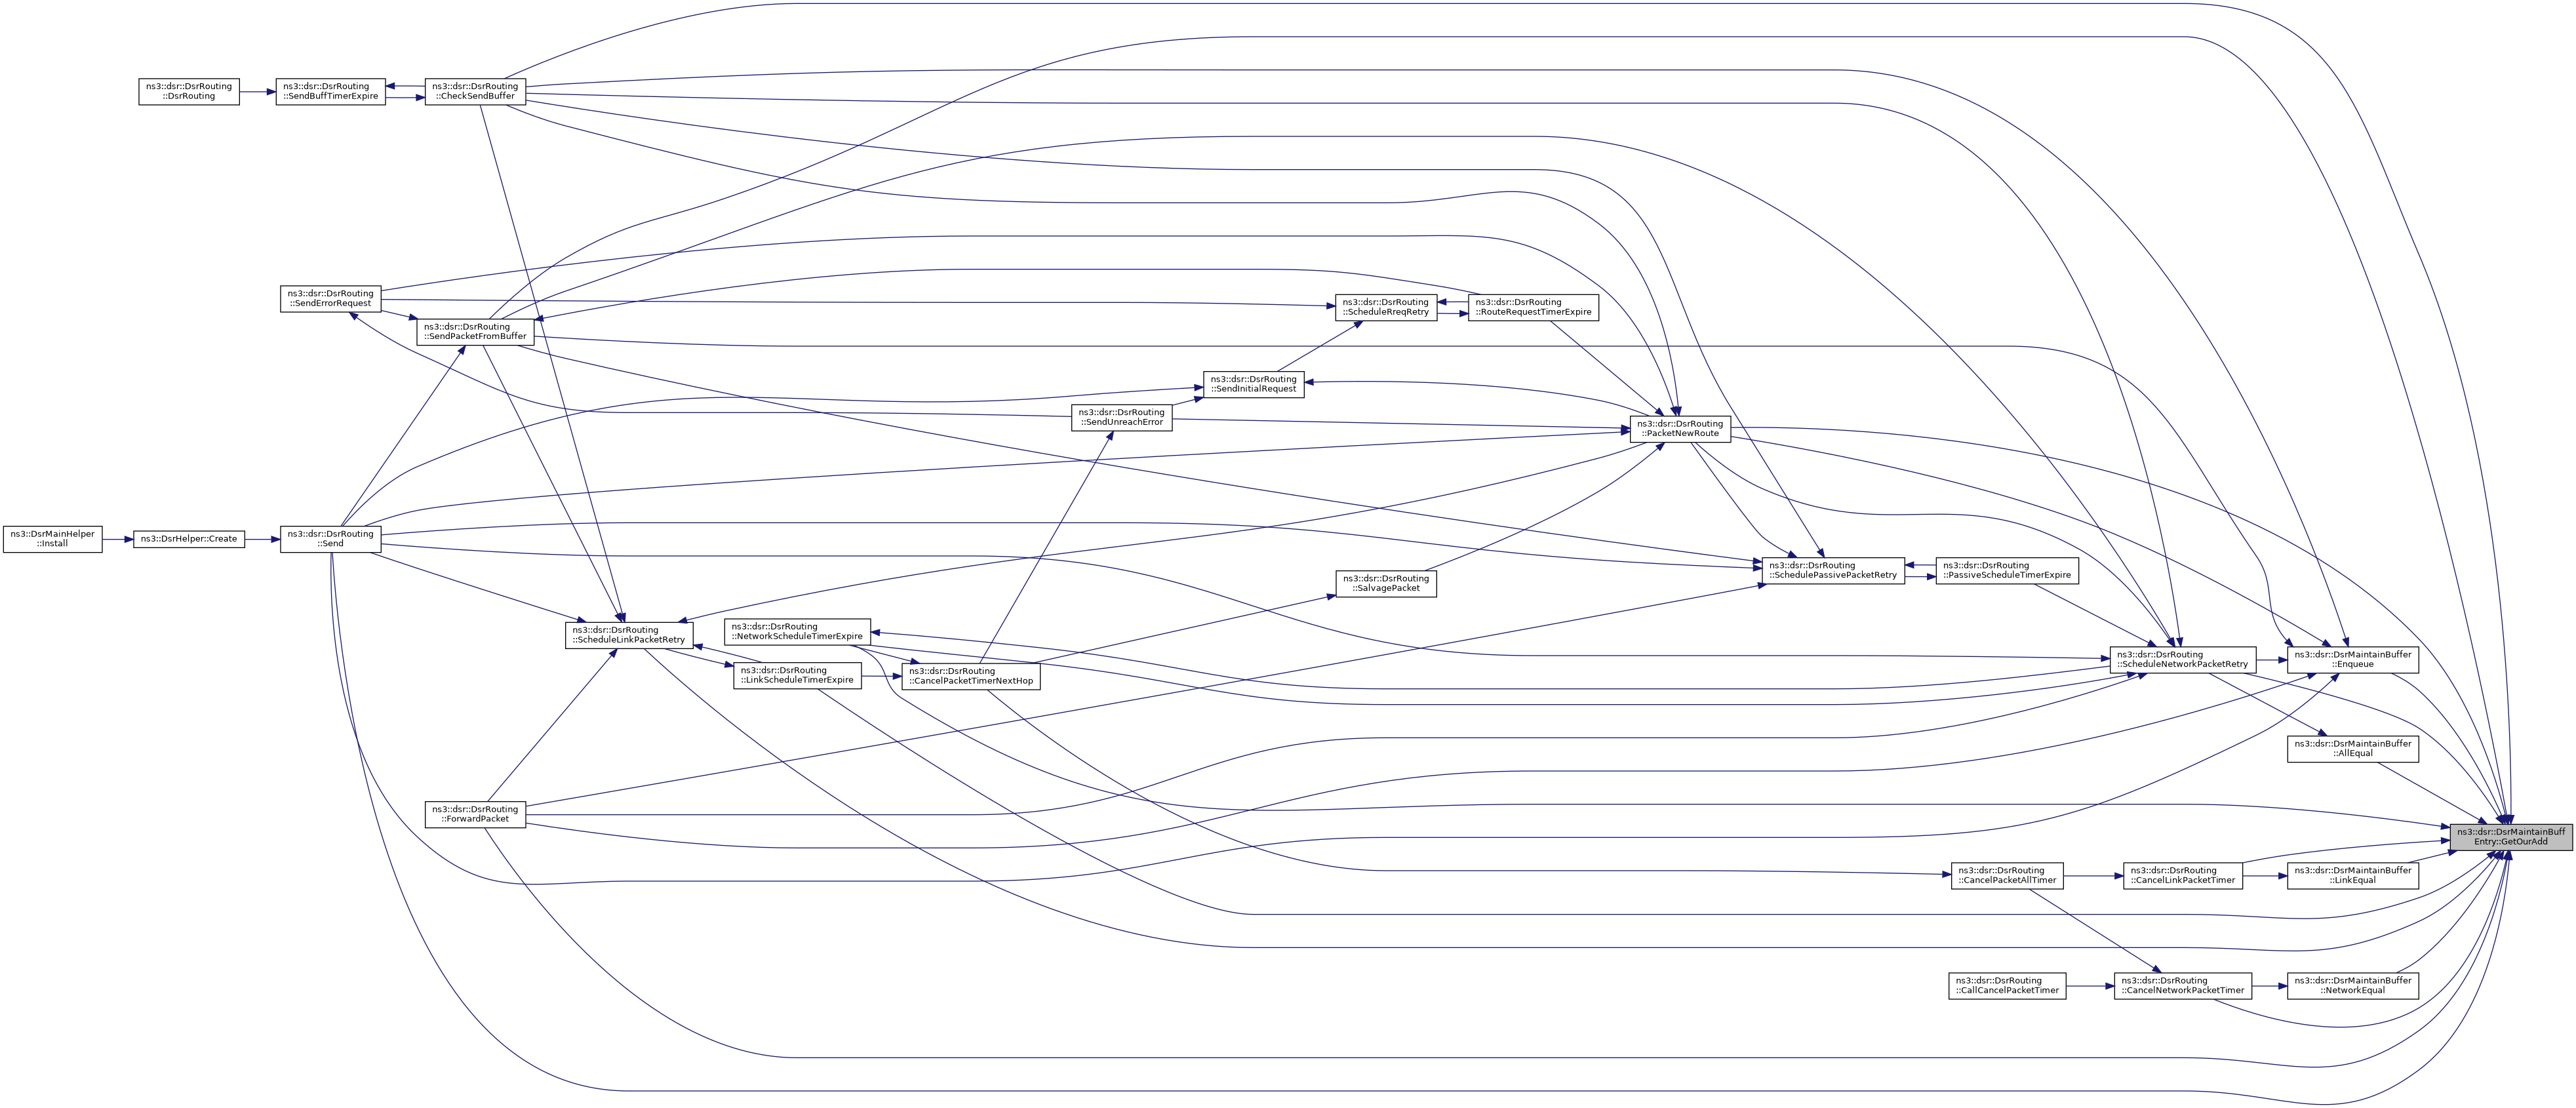 ns3::dsr::DsrRouting
::DsrRouting
ns3::dsr::DsrRouting
::SendBuffTimerExpire
ns3::dsr::DsrRouting
::CheckSendBuffer
ns3::dsr::DsrRouting
::SendErrorRequest
ns3::dsr::DsrRouting
::SendPacketFromBuffer
ns3::dsr::DsrRouting
::ScheduleRreqRetry
ns3::dsr::DsrRouting
::RouteRequestTimerExpire
ns3::dsr::DsrRouting
::SendInitialRequest
ns3::dsr::DsrRouting
::SendUnreachError
ns3::dsr::DsrRouting
::PacketNewRoute
ns3::DsrMainHelper
::Install
ns3::DsrHelper::Create
ns3::dsr::DsrRouting
::Send
ns3::dsr::DsrRouting
::SalvagePacket
ns3::dsr::DsrRouting
::SchedulePassivePacketRetry
ns3::dsr::DsrRouting
::PassiveScheduleTimerExpire
ns3::dsr::DsrRouting
::ScheduleLinkPacketRetry
ns3::dsr::DsrRouting
::NetworkScheduleTimerExpire
ns3::dsr::DsrRouting
::LinkScheduleTimerExpire
ns3::dsr::DsrRouting
::CancelPacketTimerNextHop
ns3::dsr::DsrRouting
::ScheduleNetworkPacketRetry
ns3::dsr::DsrMaintainBuffer
::Enqueue
ns3::dsr::DsrMaintainBuffer
::AllEqual
ns3::dsr::DsrRouting
::ForwardPacket
ns3::dsr::DsrMaintainBuff
Entry::GetOurAdd
ns3::dsr::DsrRouting
::CancelPacketAllTimer
ns3::dsr::DsrRouting
::CancelLinkPacketTimer
ns3::dsr::DsrMaintainBuffer
::LinkEqual
ns3::dsr::DsrRouting
::CallCancelPacketTimer
ns3::dsr::DsrRouting
::CancelNetworkPacketTimer
ns3::dsr::DsrMaintainBuffer
::NetworkEqual